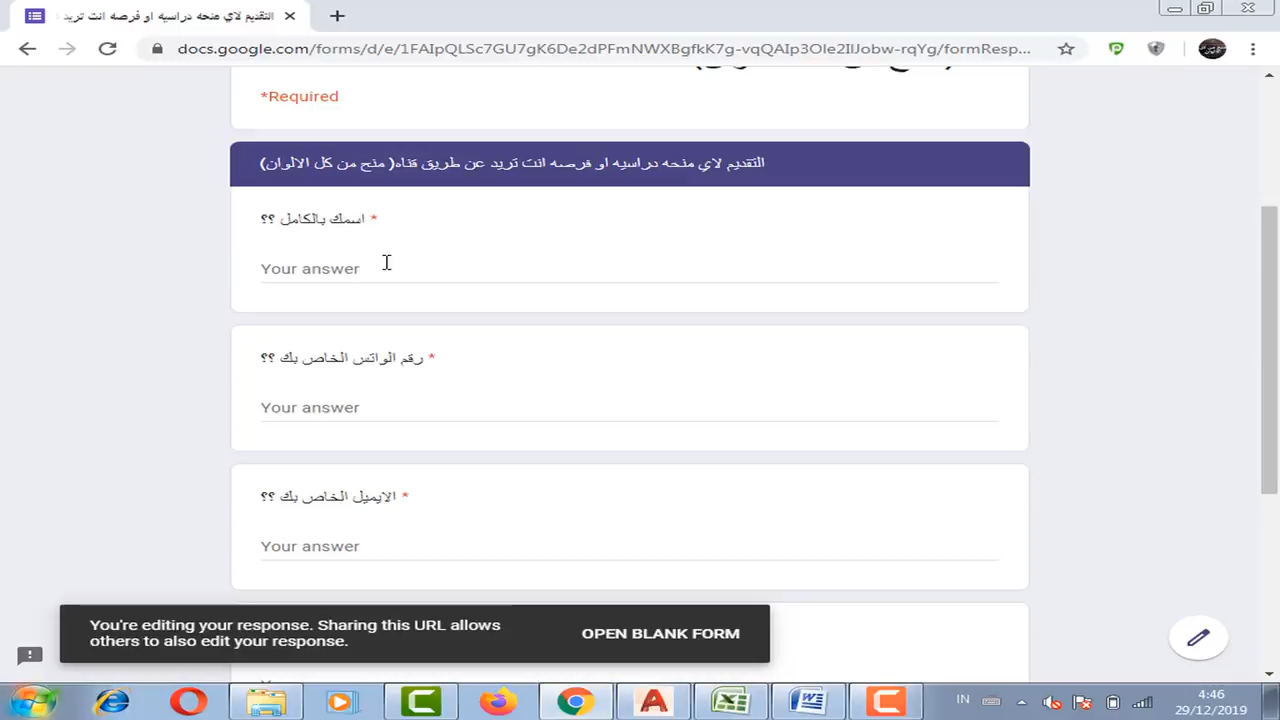 التقديم لاي منحه دراسيه او فرصه انت تريد
docs.google.com/forms/d/e/1FAIpQLSc7GU7gK6De2dPFmNWXBgfkK7g-vqQAIp3OIe2IIJobw-rqYg/formResp...
*Required
التقديم لاي منحه دراسيه او فرصه انت تريد عن طريق قناه( منح من كل الالوان)
اسمك بالكامل ؟؟ *
Your answer
رقم الواتس الخاص بك ؟؟ *
Your answer
الايميل الخاص بك ؟؟ *
Your answer
You're editing your response. Sharing this URL allows
others to also edit your response.
OPEN BLANK FORM
IN
4:46
29/12/2019